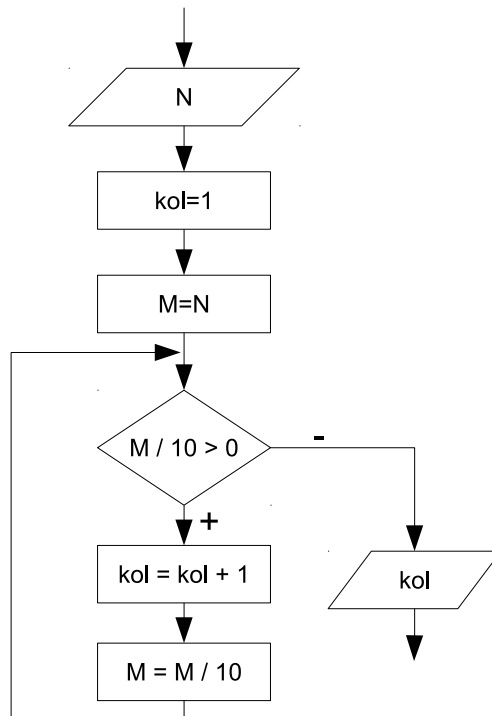 N
kol=1
M=N
M / 10 > 0
-
+
kol = kol + 1
kol
M = M / 10